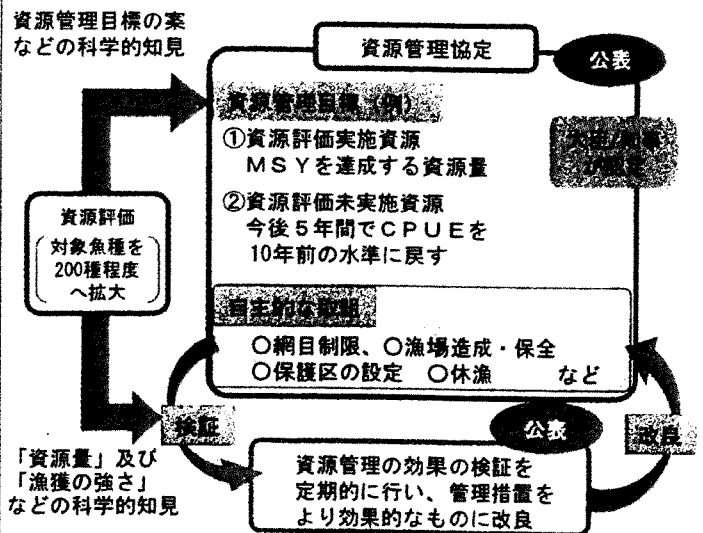 資源管理目標の案
などの科学的知見
資源管理協定
公表
資源管理目標（例）
①資源評価実施資源
ＭＳＹを達成する資源量
②資源評価未実施資源
今後５年間でＣＰＵＥを
10年前の水準に戻す
資源評価
対象魚種を
200種程度
へ拡大
自主的な取組
○網目制限、○漁場造成・保全
○保護区の設定　○休漁　など
検証
公表
改良
「資源量」及び
「漁獲の強さ」
などの科学的知見
資源管理の効果の検証を
定期的に行い、管理措置を
より効果的なものに改良